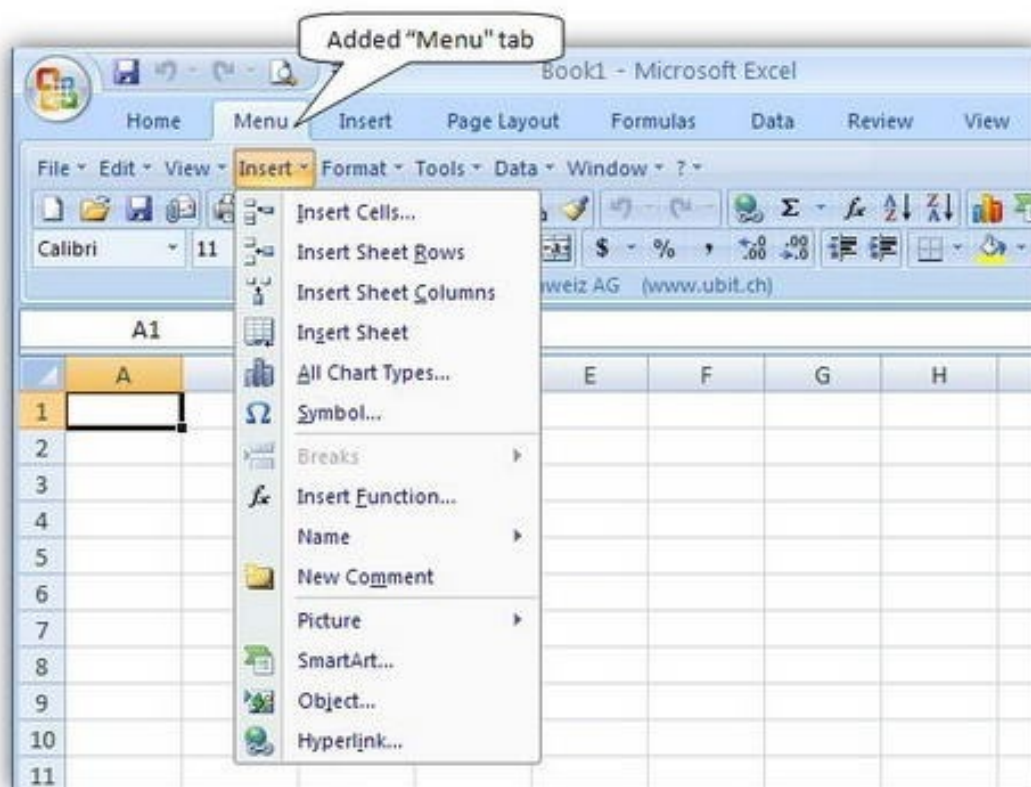 Added “Menu” tab
Book1 - Microsoft Excel
Home Menu Insert Page Layout Formulas Data Review View
File Edit View Insert Format Tools Data Window ?
Calibri 11 $ %
weiz AG (www.ubit.ch)
A1
A E F G H
Insert Cells...
Insert Sheet Rows
Insert Sheet Columns
Insert Sheet
All Chart Types...
Symbol...
Breaks
Insert Function...
Name
New Comment
Picture
SmartArt...
Object...
Hyperlink...
1
2
3
4
5
6
7
8
9
10
11